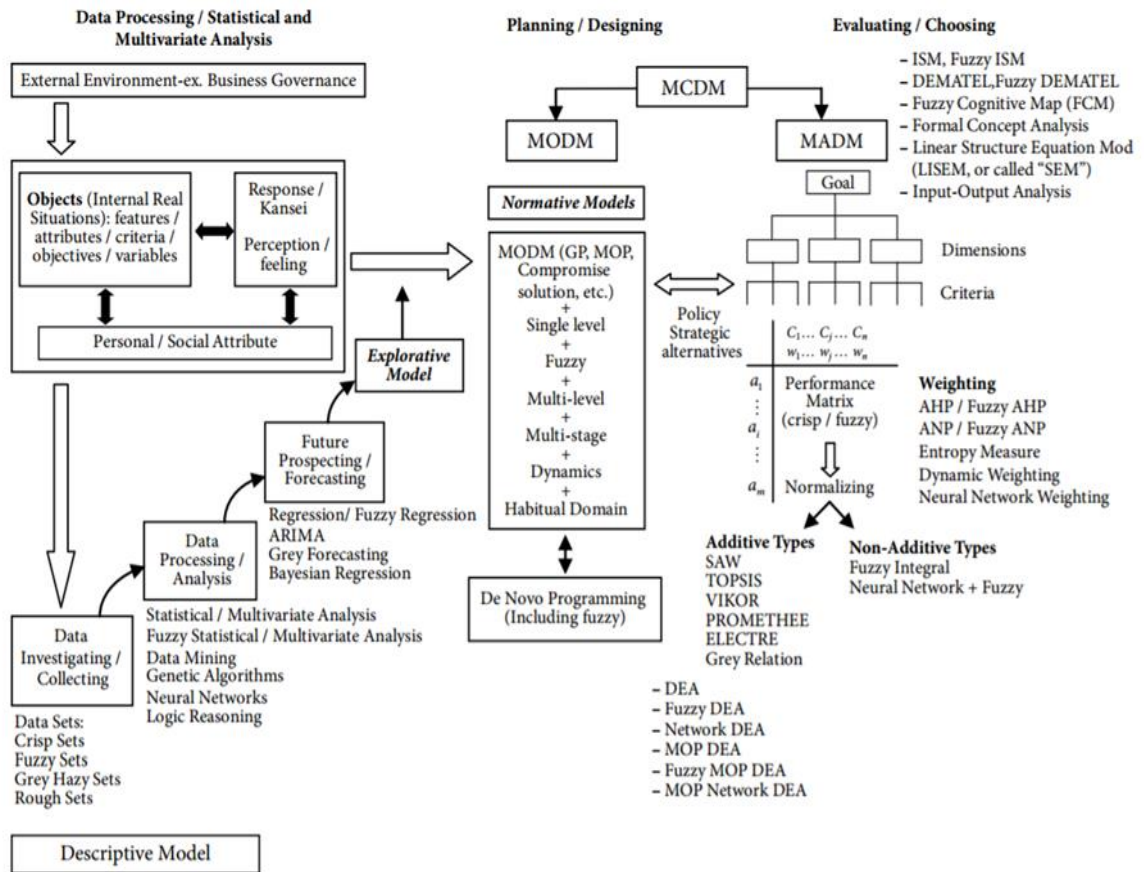 Data Processing / Statistical and
Multivariate Analysis
External Environment-ex. Business Governance
Objects (Internal Real
Situations): features /
attributes / criteria /
objectives / variables
Response /
Kansei
Perception /
feeling
Personal / Social Attribute
Explorative
Model
Future
Prospecting /
Forecasting
Regression/ Fuzzy Regression
ARIMA
Grey Forecasting
Bayesian Regression
Data
Processing /
Analysis
Statistical / Multivariate Analysis
Fuzzy Statistical / Multivariate Analysis
Data Mining
Genetic Algorithms
Neural Networks
Logic Reasoning
Data
Investigating /
Collecting
Data Sets:
Crisp Sets
Fuzzy Sets
Grey Hazy Sets
Rough Sets
Descriptive Model
Planning / Designing
MCDM
MODM
MADM
Normative Models
MODM (GP, MOP,
Compromise
solution, etc.)
+
Single level
+
Fuzzy
+
Multi-level
+
Multi-stage
+
Dynamics
+
Habitual Domain
De Novo Programming
(Including fuzzy)
Evaluating / Choosing
– ISM, Fuzzy ISM
– DEMATEL,Fuzzy DEMATEL
– Fuzzy Cognitive Map (FCM)
– Formal Concept Analysis
– Linear Structure Equation Mod
(LISEM, or called “SEM”)
– Input-Output Analysis
Goal
Dimensions
Criteria
Policy
Strategic
alternatives
C1… Cj… Cn
w1… wj… wn
a1
⋮
ai
⋮
am
Performance
Matrix
(crisp / fuzzy)
Normalizing
Weighting
AHP / Fuzzy AHP
ANP / Fuzzy ANP
Entropy Measure
Dynamic Weighting
Neural Network Weighting
Additive Types
SAW
TOPSIS
VIKOR
PROMETHEE
ELECTRE
Grey Relation
Non-Additive Types
Fuzzy Integral
Neural Network + Fuzzy
– DEA
– Fuzzy DEA
– Network DEA
– MOP DEA
– Fuzzy MOP DEA
– MOP Network DEA